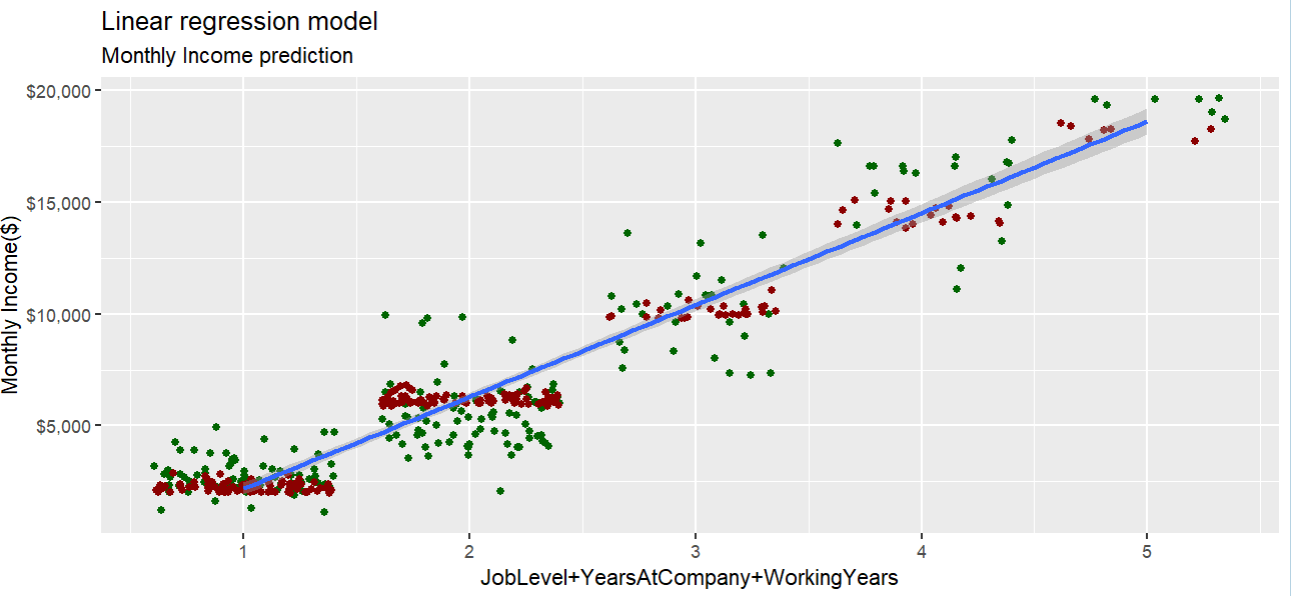 Linear regression model
Monthly Income prediction
Monthly Income($)
$20,000
$15,000
$10,000
$5,000
1 2 3 4 5
JobLevel+YearsAtCompany+WorkingYears